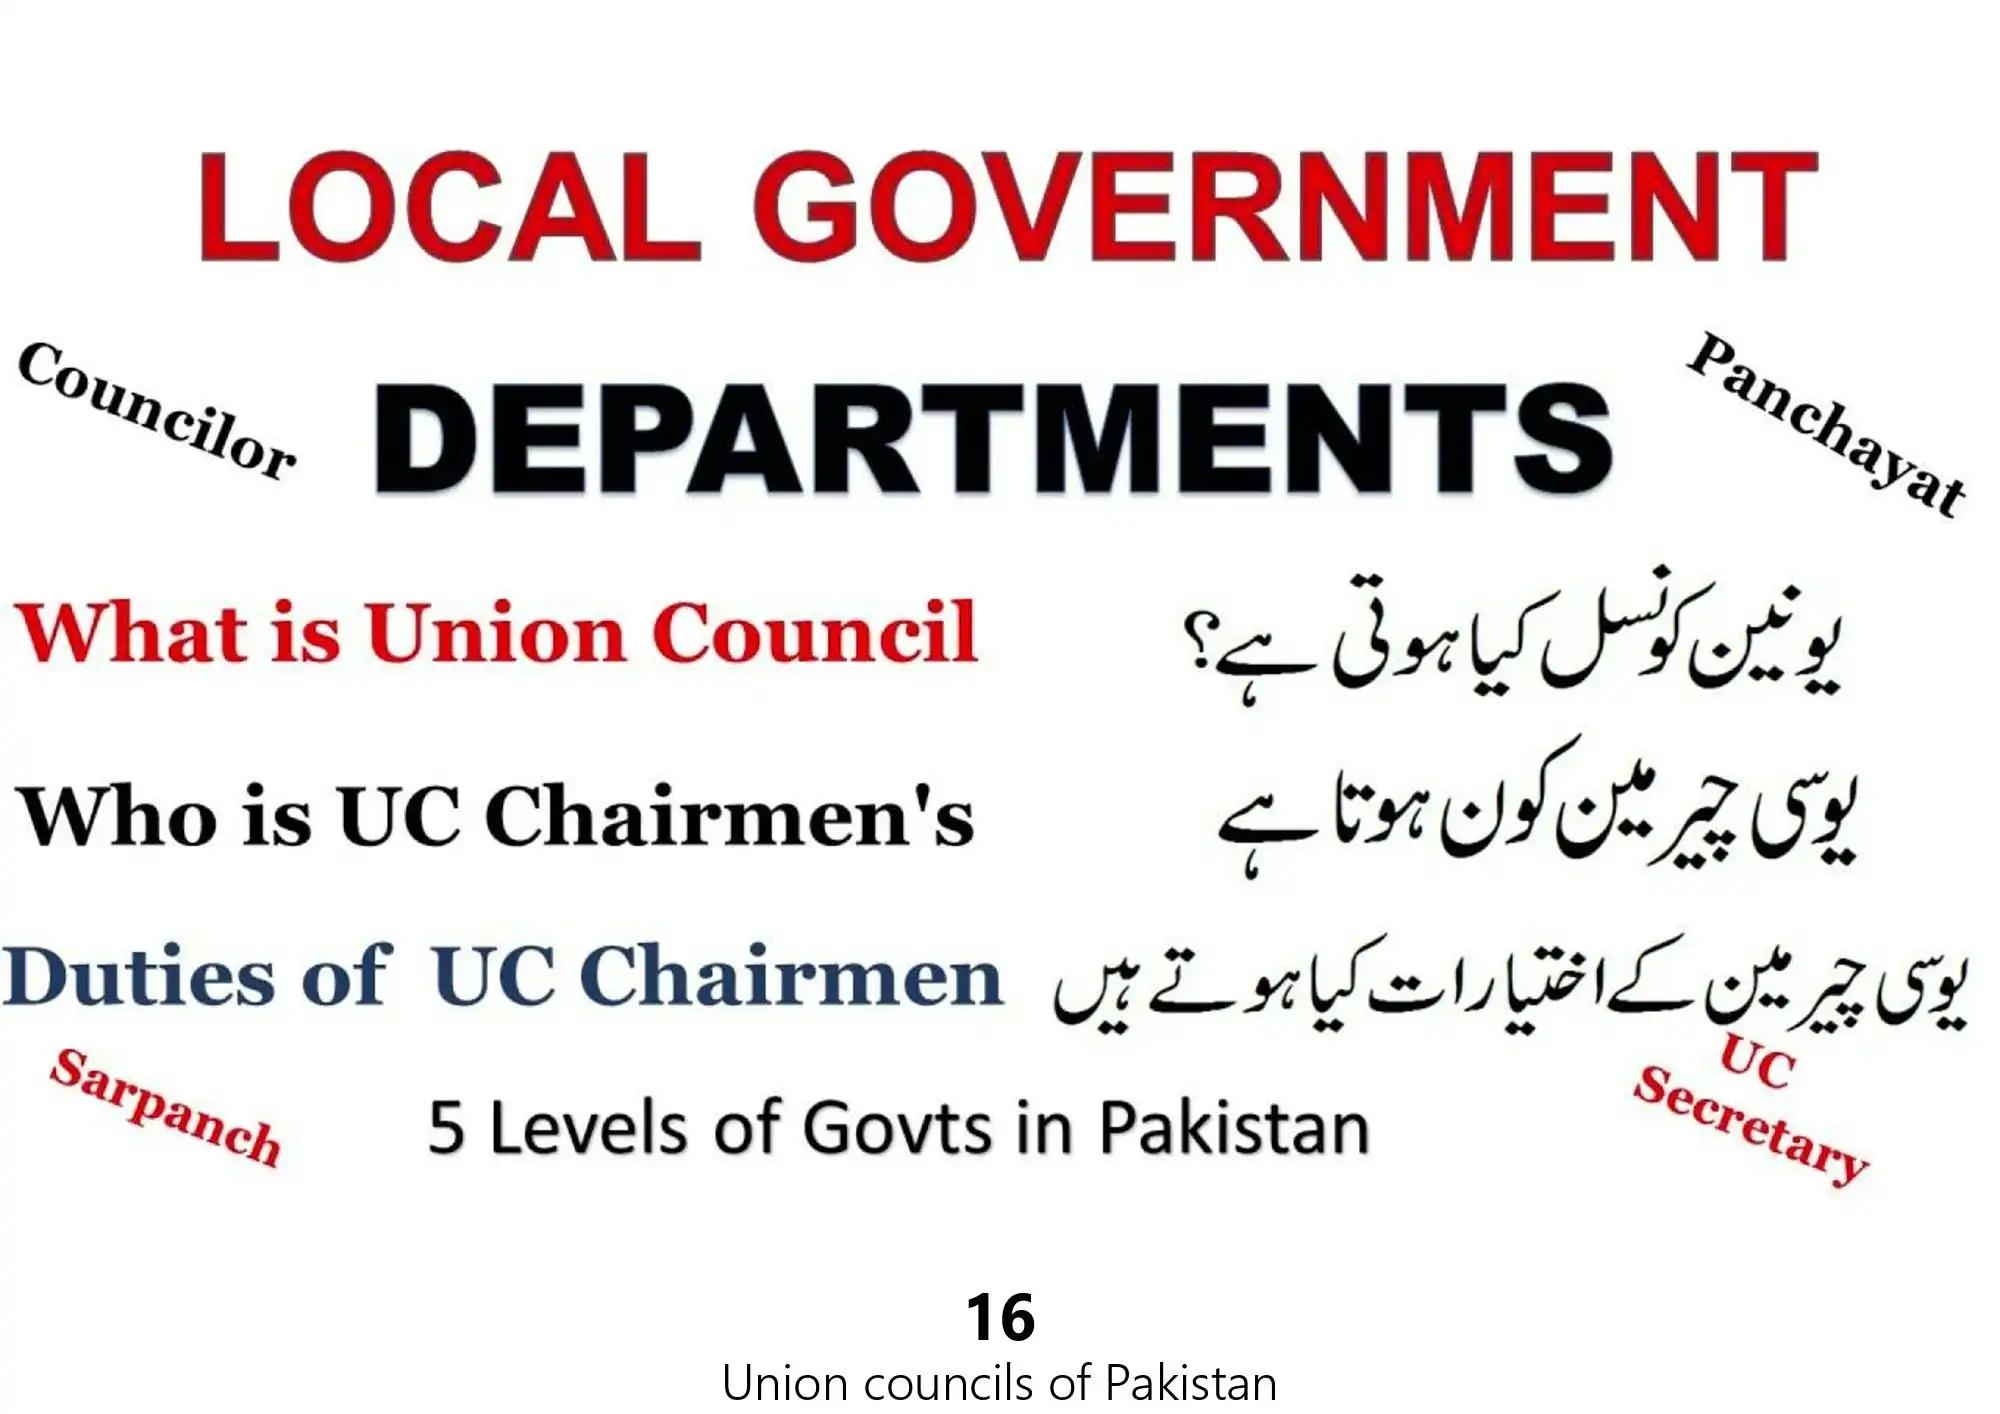 LOCAL GOVERNMENT
Councilor
DEPARTMENTS
Panchayat
What is Union Council
یونین کونسل کیا ہوتی ہے؟
Who is UC Chairmen's
یوسی چیرمین کون ہوتا ہے
Duties of UC Chairmen
یوسی چیرمین کے اختیارات کیا ہوتے ہیں
Sarpanch
5 Levels of Govts in Pakistan
UC
Secretary
16
Union councils of Pakistan